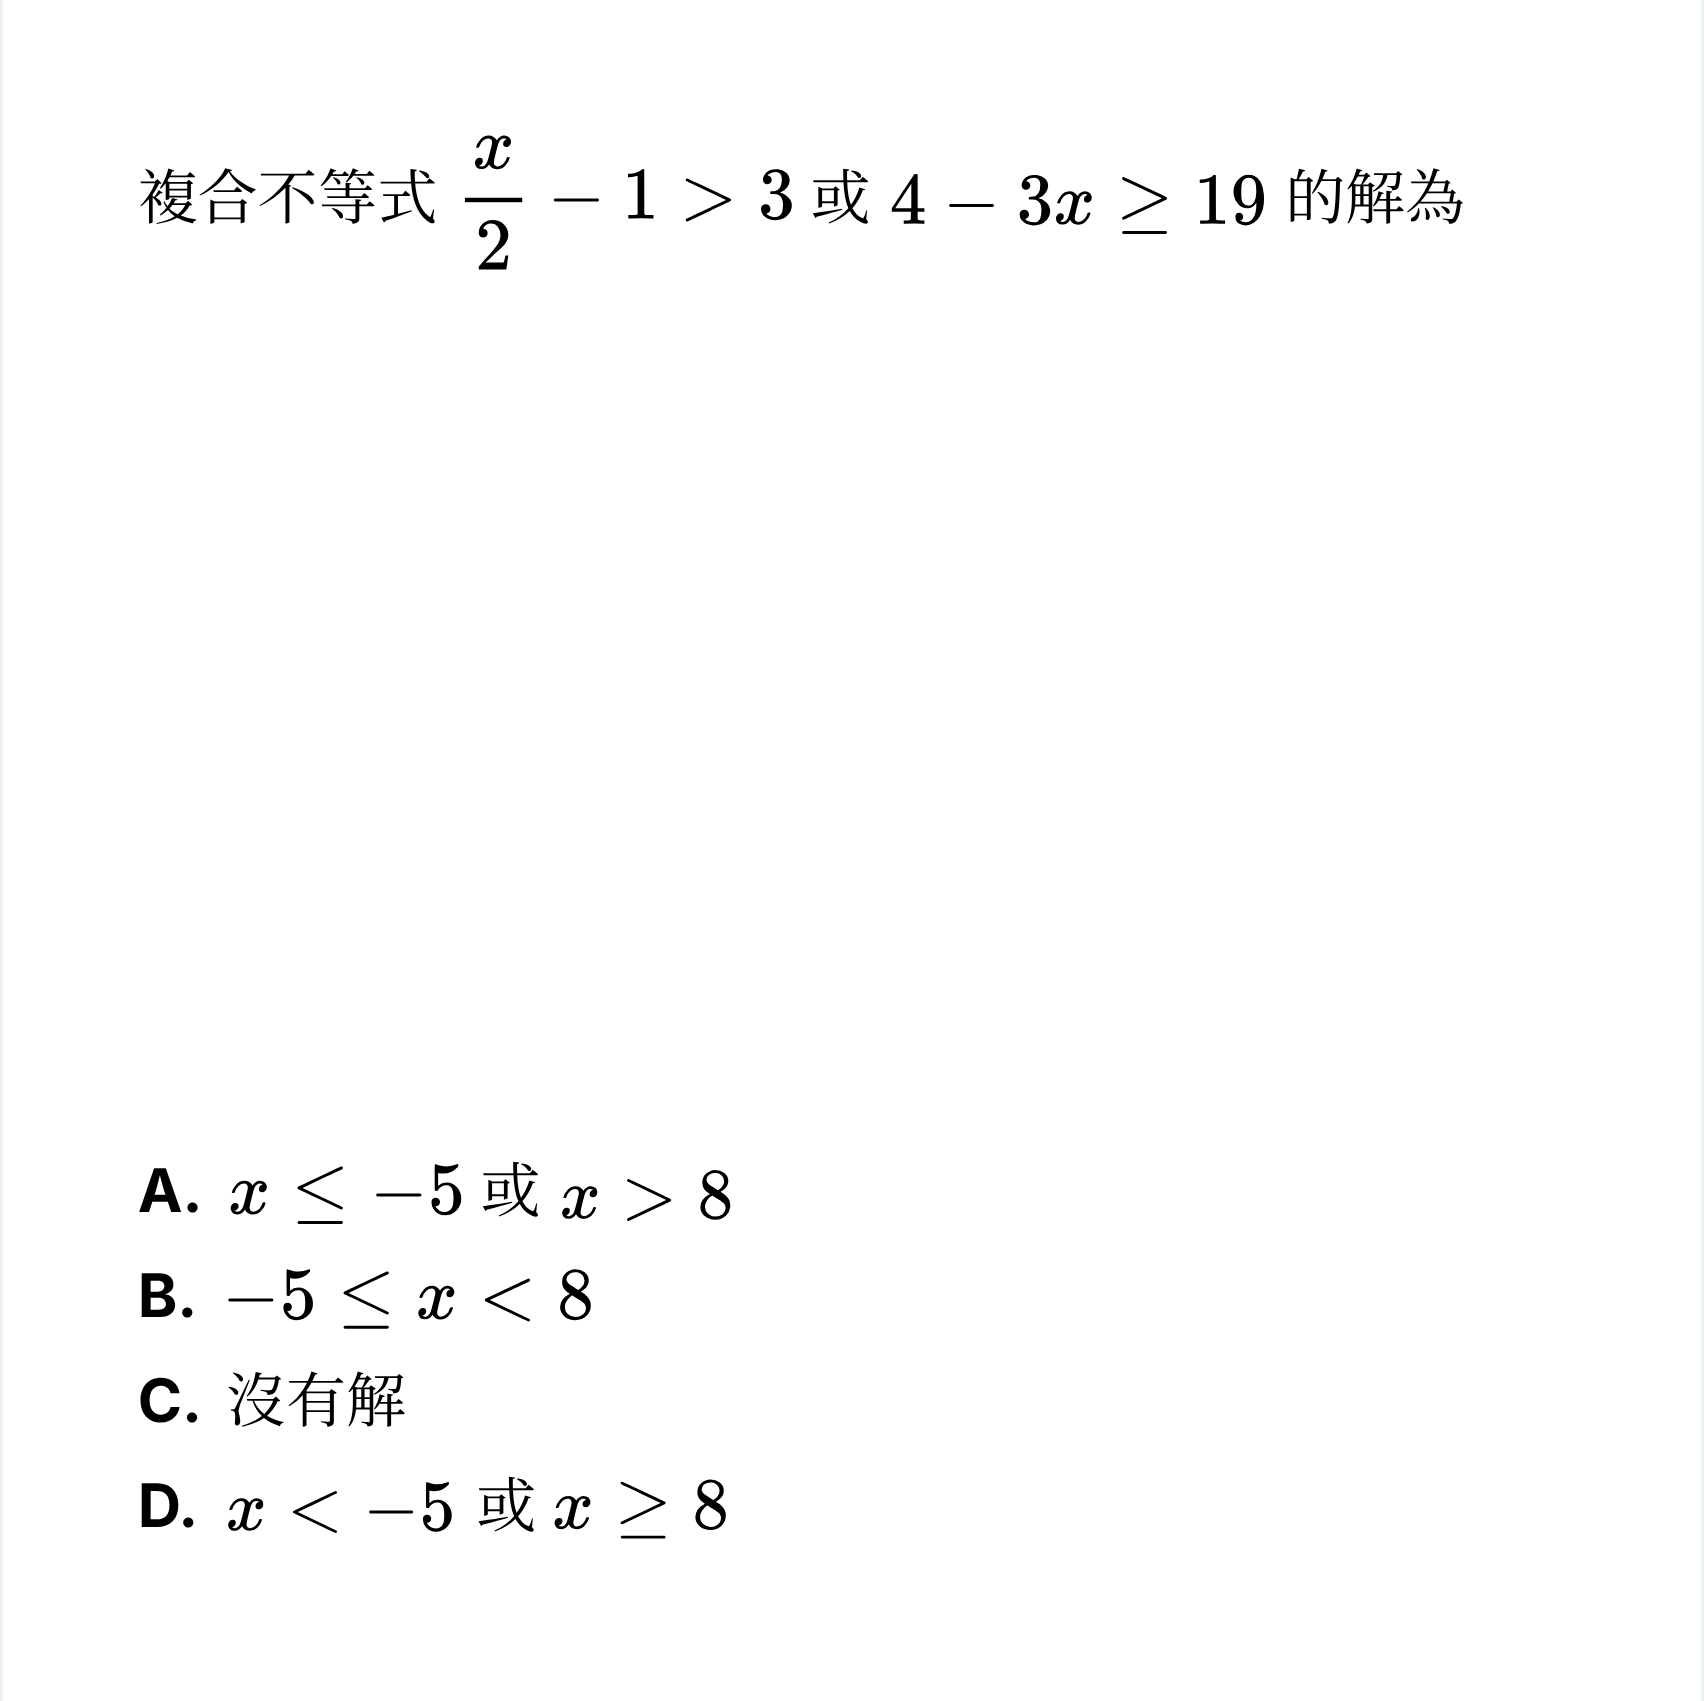 複合不等式 \frac{x}{2} − 1 > 3 或 4 − 3x ≥ 19 的解為
A. x ≤ −5 或 x > 8
B. −5 ≤ x < 8
C. 沒有解
D. x < −5 或 x ≥ 8